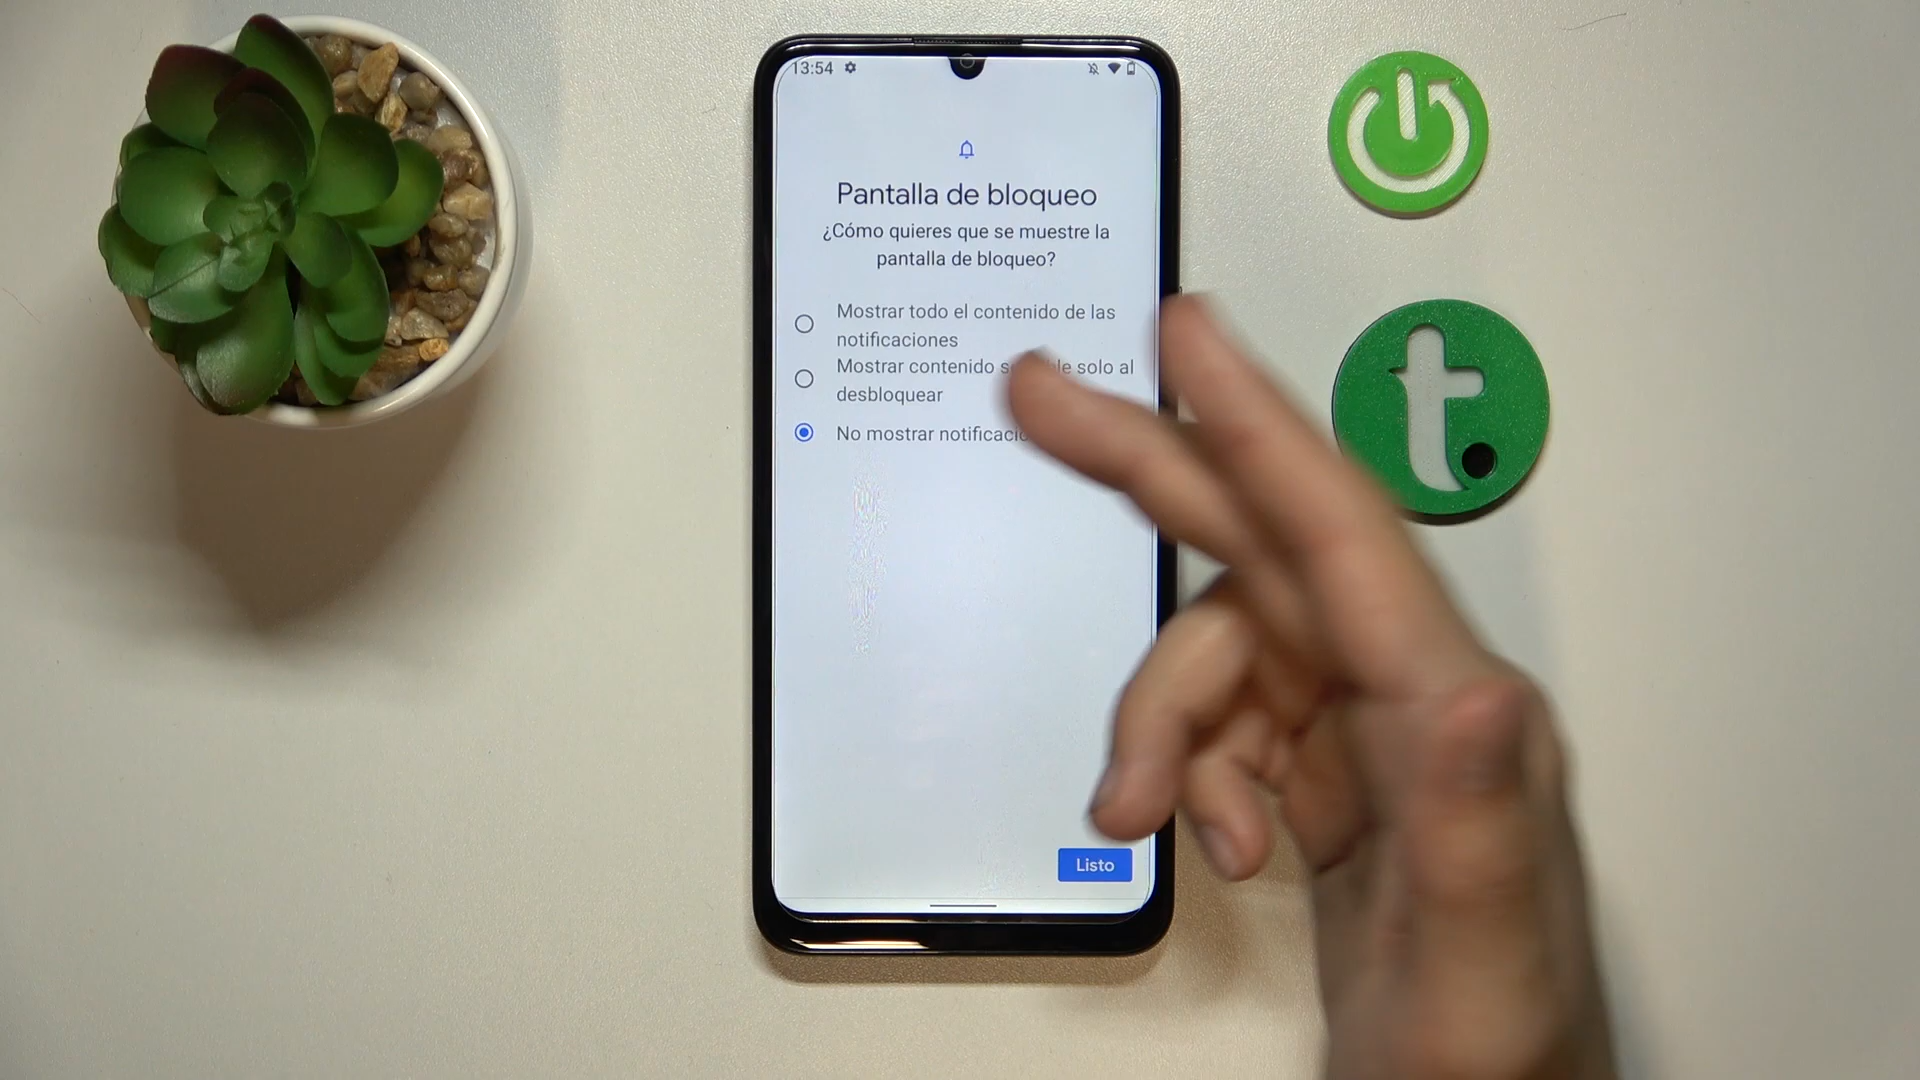 13:54
Pantalla de bloqueo
¿Cómo quieres que se muestre la
pantalla de bloqueo?
Mostrar todo el contenido de las
notificaciones
Mostrar contenido solo al
desbloquear
No mostrar
Listo
t.